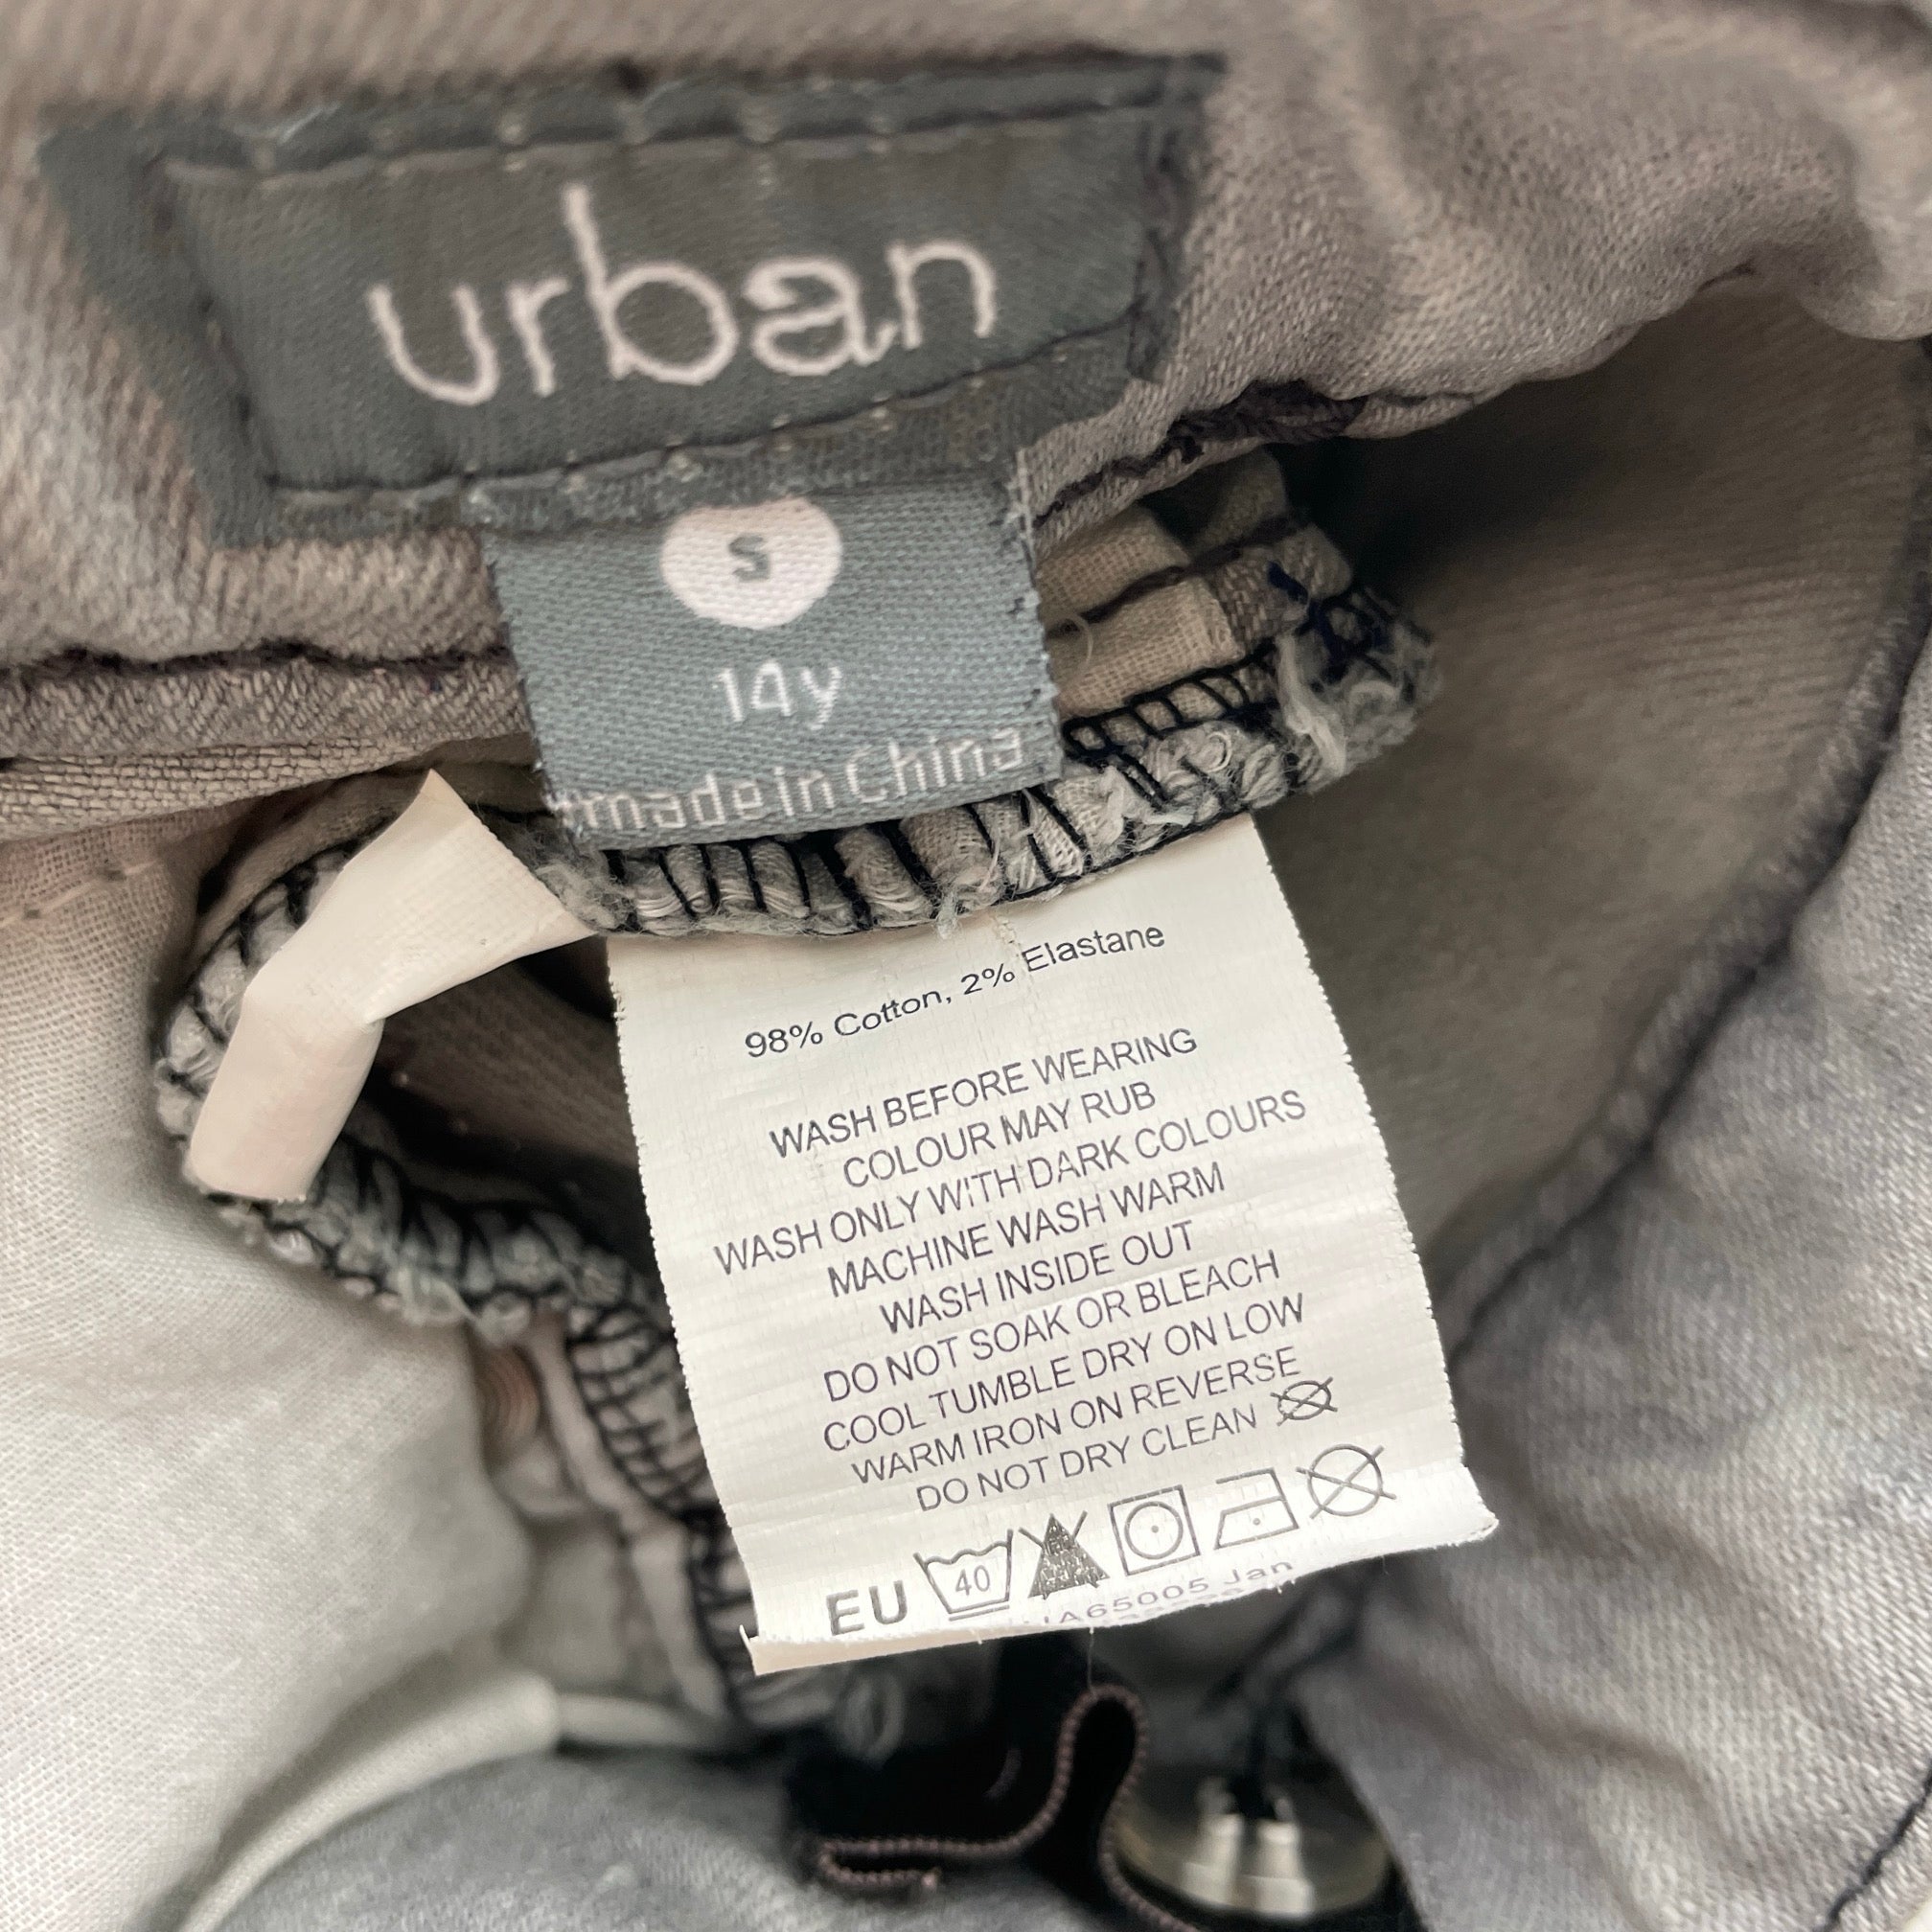 urban
S
14y
made in China
98% Cotton, 2% Elastane
WASH BEFORE WEARING
COLOUR MAY RUB
WASH ONLY WITH DARK COLOURS
MACHINE WASH WARM
WASH INSIDE OUT
DO NOT SOAK OR BLEACH
COOL TUMBLE DRY ON LOW
WARM IRON ON REVERSE
DO NOT DRY CLEAN
EU 40
Jan